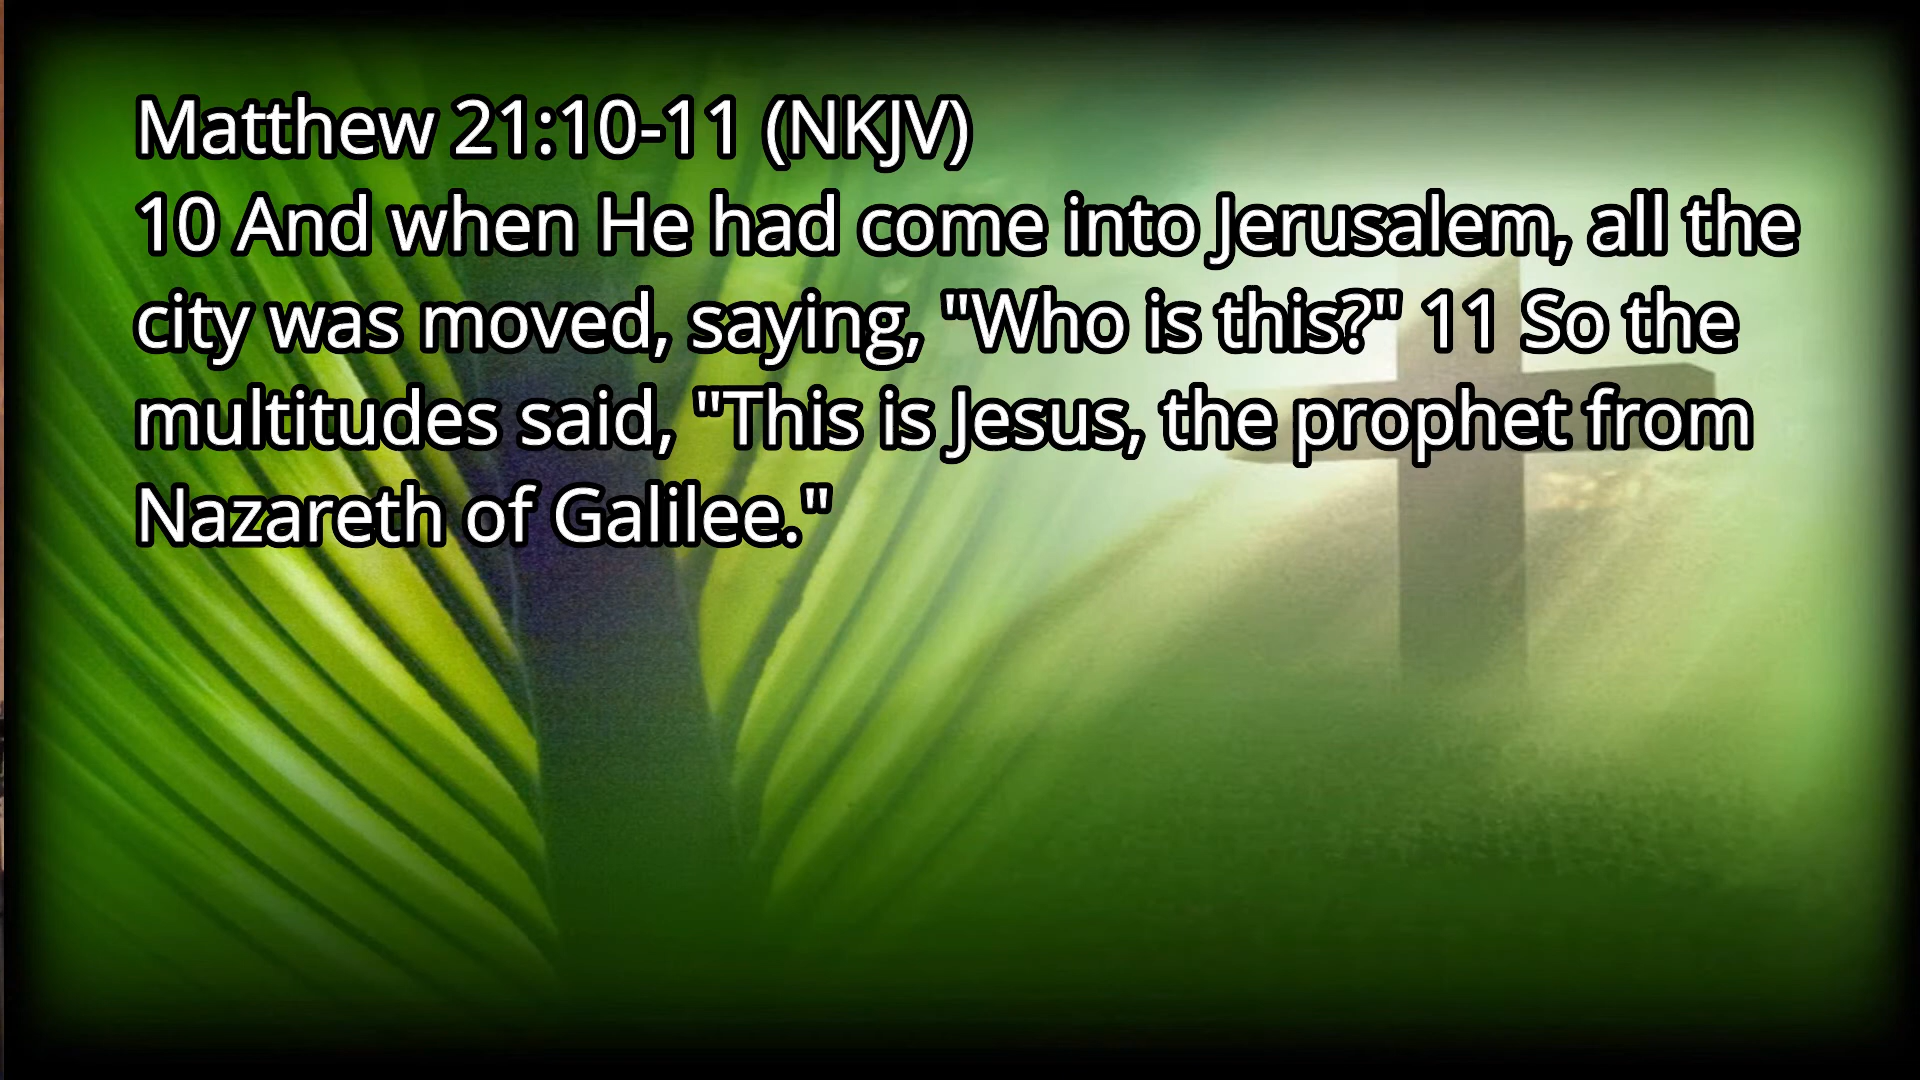 Matthew 21:10-11 (NKJV)
10 And when He had come into Jerusalem, all the
city was moved, saying, "Who is this?" 11 So the
multitudes said, "This is Jesus, the prophet from
Nazareth of Galilee."